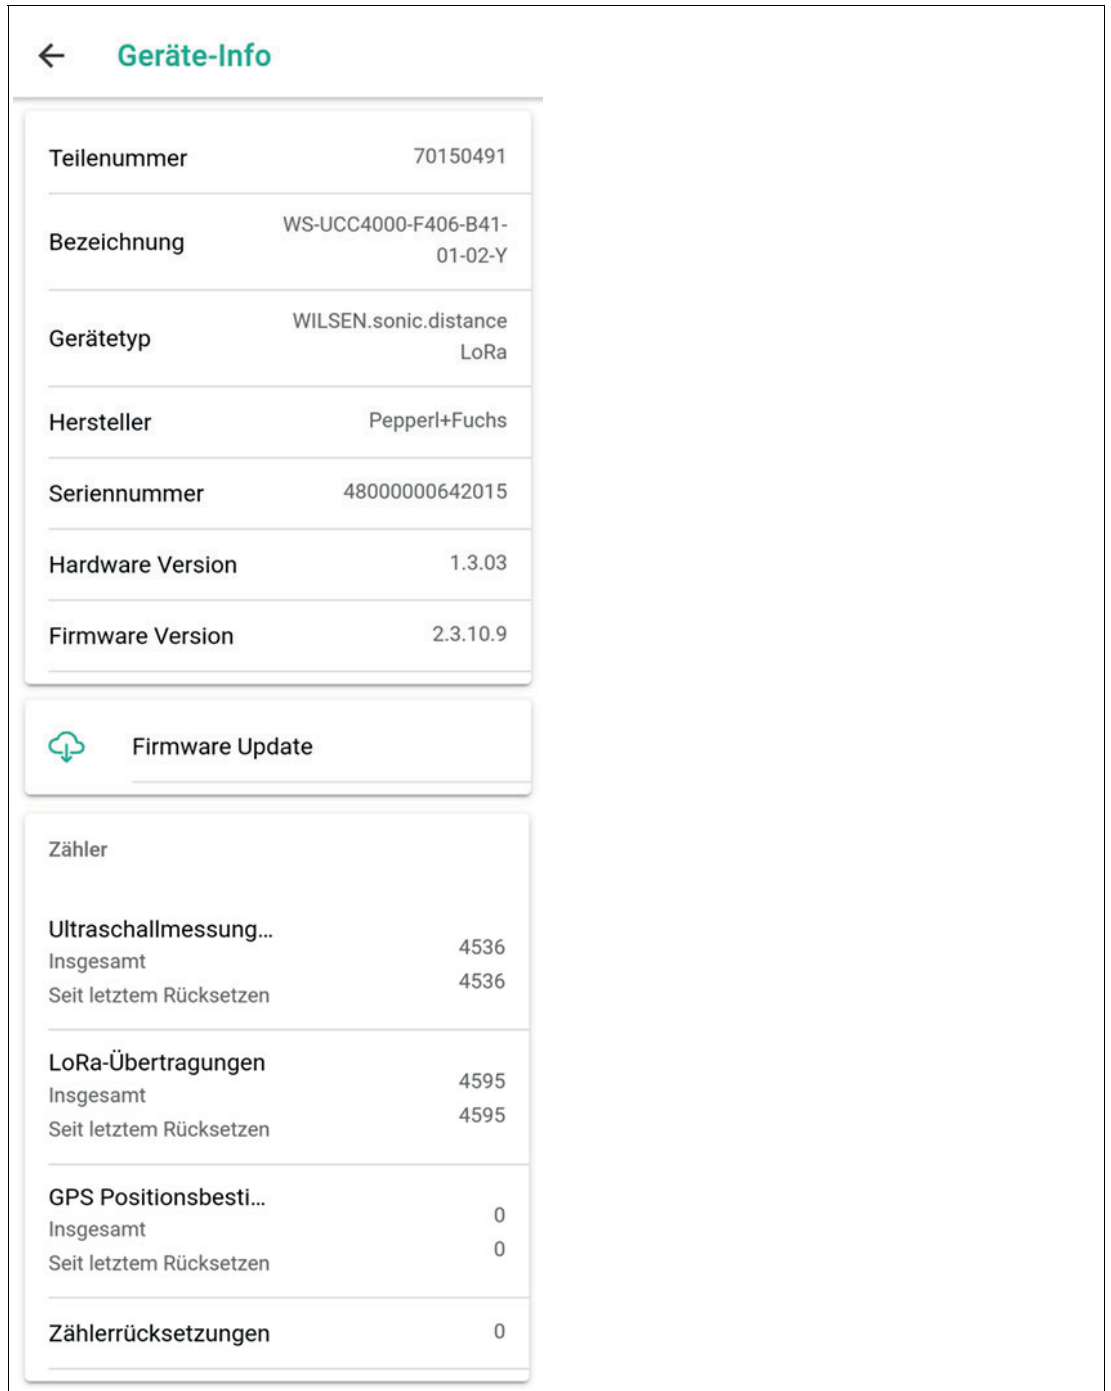 Geräte-Info
Teilenummer 70150491
Bezeichnung WS-UCC4000-F406-B41-
01-02-Y
Gerätetyp WILSEN.sonic.distance
LoRa
Hersteller Pepperl+Fuchs
Seriennummer 48000000642015
Hardware Version 1.3.03
Firmware Version 2.3.10.9
Firmware Update
Zähler
Ultraschallmessung...
Insgesamt 4536
Seit letztem Rücksetzen 4536
LoRa-Übertragungen
Insgesamt 4595
Seit letztem Rücksetzen 4595
GPS Positionsbesti...
Insgesamt 0
Seit letztem Rücksetzen 0
Zählerrücksetzungen 0